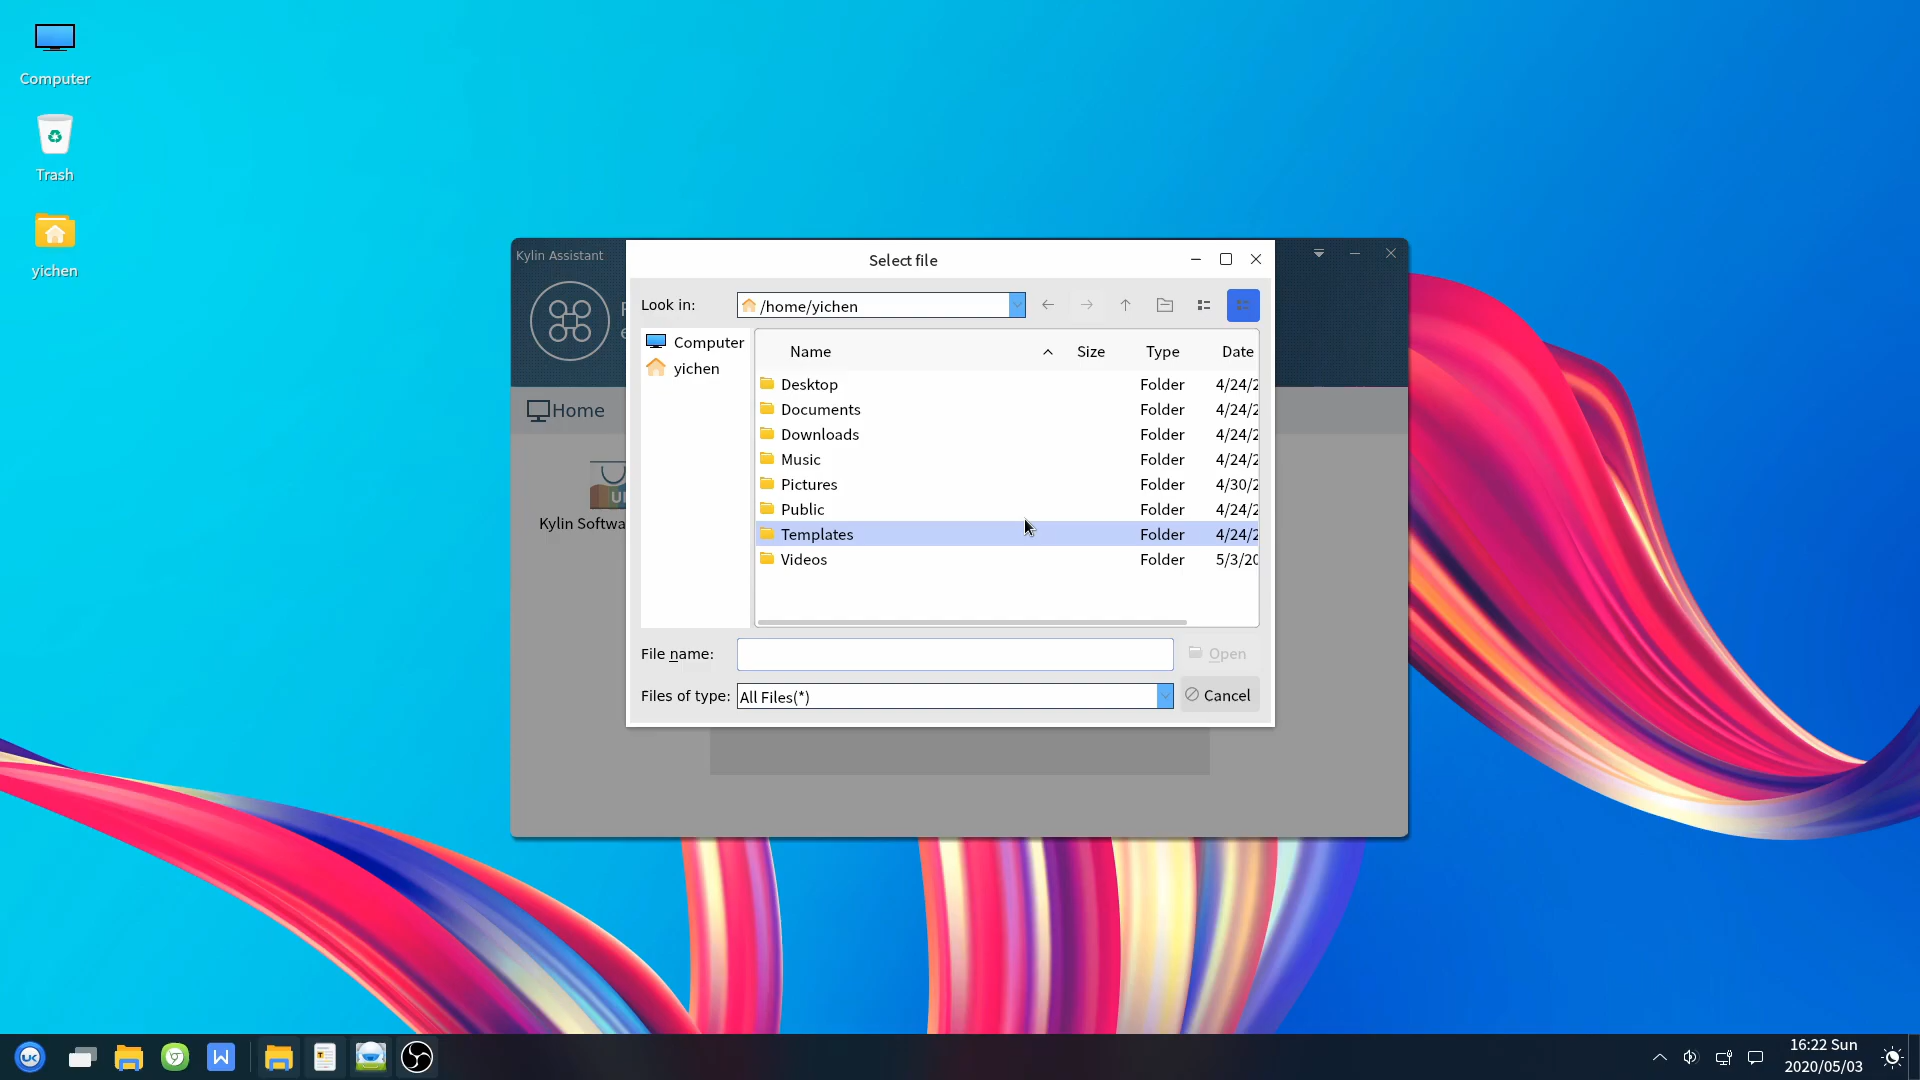 Computer
Trash
yichen
Kylin Assistant
Home
Kylin Softwa
Select file
Look in: /home/yichen
Computer
yichen
Name Size Type Date
Desktop Folder 4/24/2
Documents Folder 4/24/2
Downloads Folder 4/24/2
Music Folder 4/24/2
Pictures Folder 4/30/2
Public Folder 4/24/2
Templates Folder 4/24/2
Videos Folder 5/3/20
File name: Open
Files of type: All Files(*) Cancel
16:22 Sun
2020/05/03